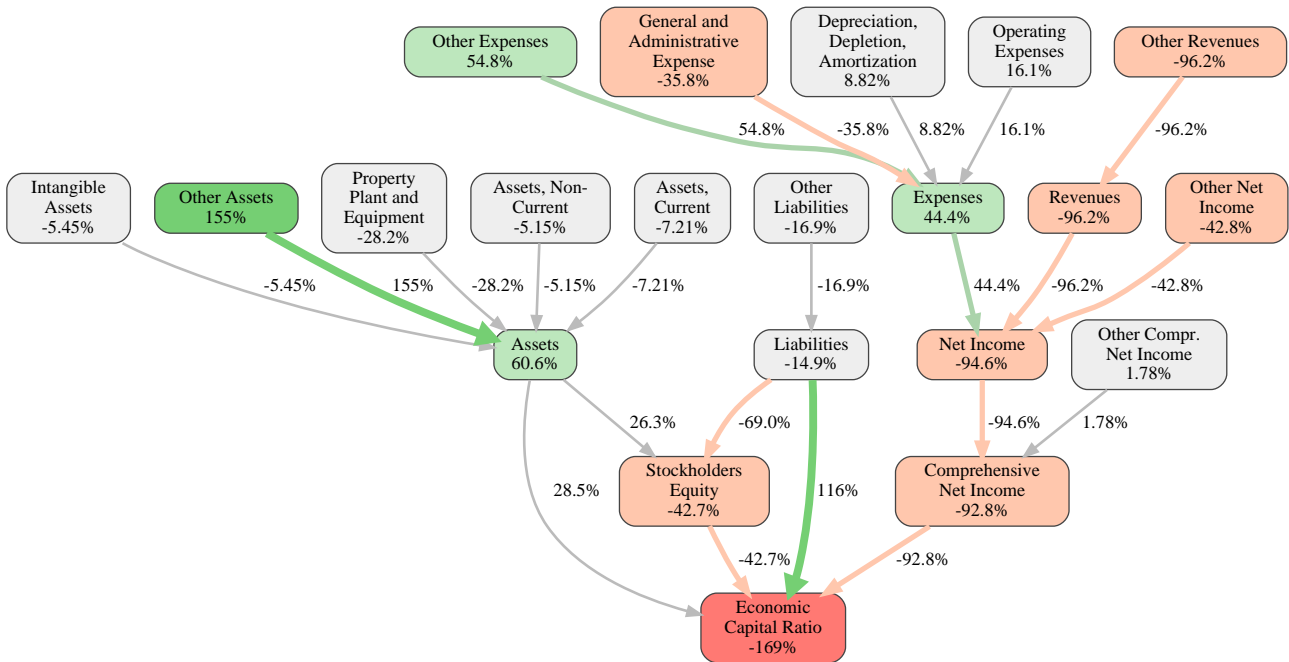 Other Expenses
54.8%
General and
Administrative
Expense
-35.8%
Depreciation,
Depletion,
Amortization
8.82%
Operating
Expenses
16.1%
Other Revenues
-96.2%
54.8%
-35.8%
8.82%
16.1%
-96.2%
Intangible
Assets
-5.45%
Other Assets
155%
Property
Plant and
Equipment
-28.2%
Assets, Non-
Current
-5.15%
Assets,
Current
-7.21%
Other
Liabilities
-16.9%
Expenses
44.4%
Revenues
-96.2%
Other Net
Income
-42.8%
-5.45%
155%
-28.2%
-5.15%
-7.21%
-16.9%
44.4%
-96.2%
-42.8%
Assets
60.6%
Liabilities
-14.9%
Net Income
-94.6%
Other Compr.
Net Income
1.78%
26.3%
-69.0%
-94.6%
1.78%
28.5%
Stockholders
Equity
-42.7%
116%
Comprehensive
Net Income
-92.8%
-42.7%
-92.8%
Economic
Capital Ratio
-169%